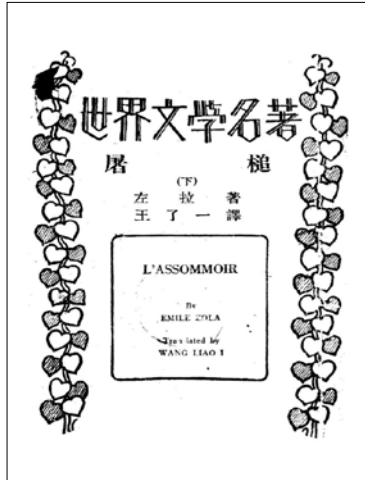 世界文學名著
屠槌
(下)
左拉著
王了一譯
L'ASSOMMOIR
By
EMILE ZOLA
Translated by
WANG LIAO I